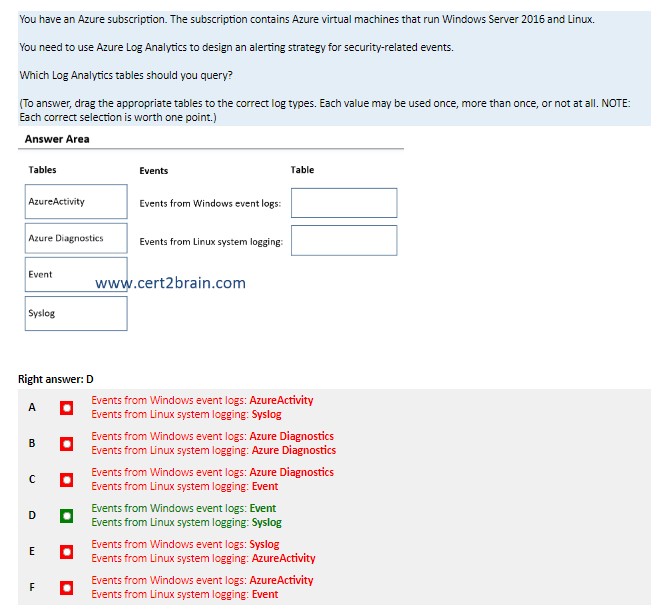 You have an Azure subscription. The subscription contains Azure virtual machines that run Windows Server 2016 and Linux.
You need to use Azure Log Analytics to design an alerting strategy for security-related events.
Which Log Analytics tables should you query?
(To answer, drag the appropriate tables to the correct log types. Each value may be used once, more than once, or not at all. NOTE:
Each correct selection is worth one point.)
Answer Area
Tables Events Table
AzureActivity Events from Windows event logs:
Azure Diagnostics Events from Linux system logging:
Event
www.cert2brain.com
Syslog
Right answer: D
A Events from Windows event logs: AzureActivity
Events from Linux system logging: Syslog
B Events from Windows event logs: Azure Diagnostics
Events from Linux system logging: Azure Diagnostics
C Events from Windows event logs: Azure Diagnostics
Events from Linux system logging: Event
D Events from Windows event logs: Event
Events from Linux system logging: Syslog
E Events from Windows event logs: Syslog
Events from Linux system logging: AzureActivity
F Events from Windows event logs: AzureActivity
Events from Linux system logging: Event